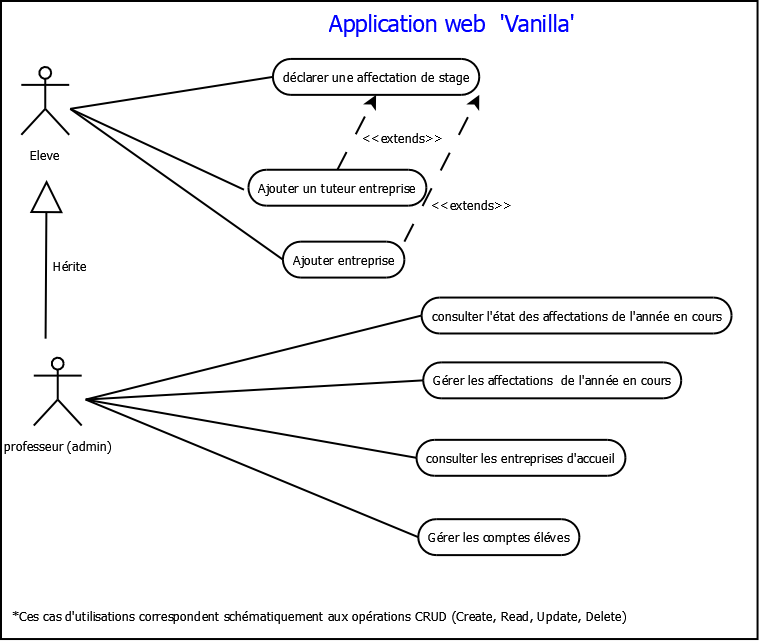 Application web 'Vanilla'
déclarer une affectation de stage
Eleve
<<extends>>
Ajouter un tuteur entreprise
<<extends>>
Ajouter entreprise
Hérite
consulter l'état des affectations de l'année en cours
Gérer les affectations de l'année en cours
professeur (admin)
consulter les entreprises d'accueil
Gérer les comptes éléves
*Ces cas d'utilisations correspondent schématiquement aux opérations CRUD (Create, Read, Update, Delete)